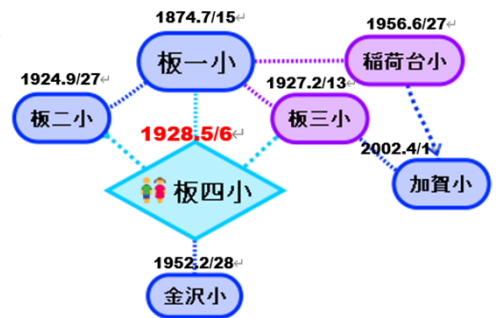 1874.7/15
板一小
1956.6/27
稲荷台小
1924.9/27
板二小
1927.2/13
板三小
1928.5/6
板四小
2002.4/1
加賀小
1952.2/28
金沢小